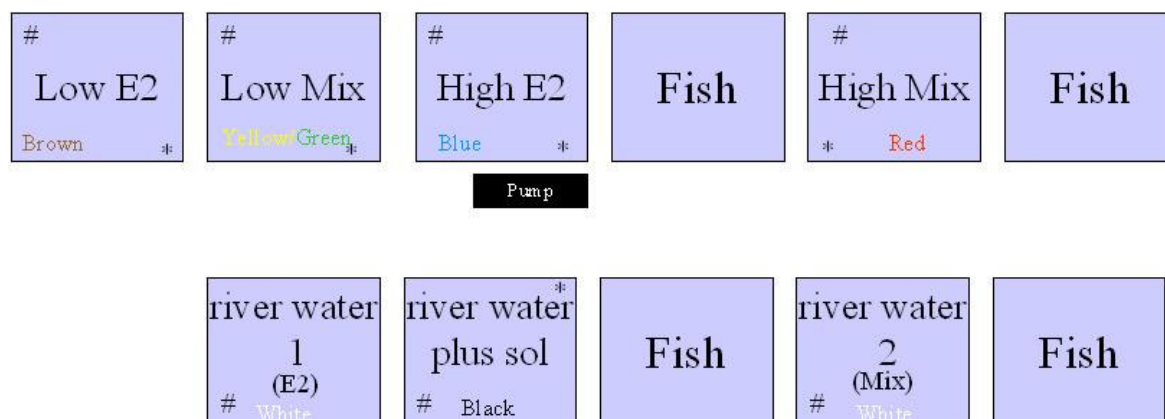 #
Low E2
Brown *
#
Low Mix
Yellow/Green *
#
High E2
Blue *
Fish
#
High Mix
* Red
Fish
Pump
river water
1
(E2)
# White
*
river water
plus sol
# Black
Fish
river water
2
(Mix)
# White
Fish